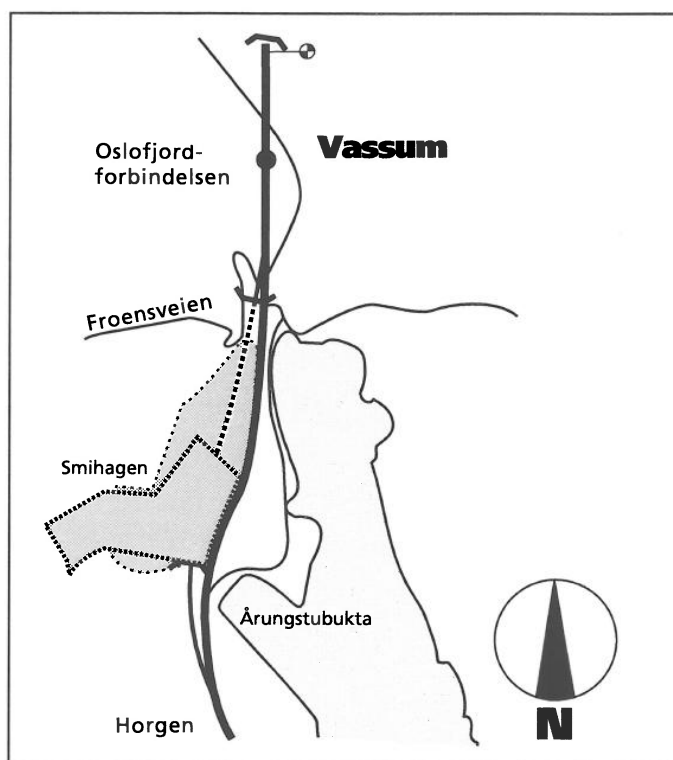 Oslofjord-
forbindelsen
Vassum
Froensveien
Smihagen
Årungstubukta
Horgen
N